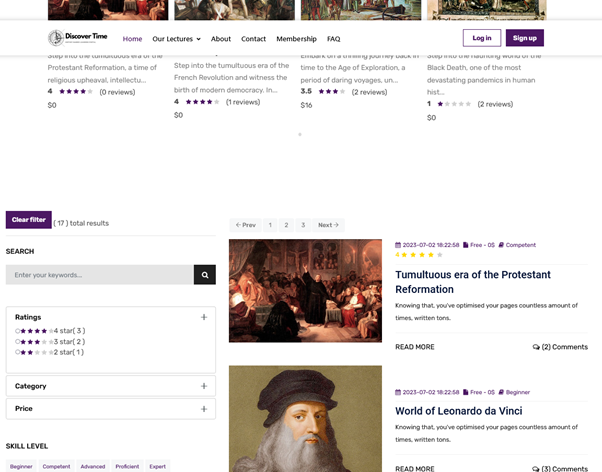 Discover Time
Home Our Lectures About Contact Membership FAQ
Log in Sign up
Step into the tumultuous era of the
Protestant Reformation, a time of
religious upheaval, intellectu...
4 (0 reviews)
$0
Step into the tumultuous era of the
French Revolution and witness the
birth of modern democracy. In...
4 (1 reviews)
$0
Embark on a thrilling journey back in
time to the Age of Exploration, a
period of daring voyages, un...
3.5 (2 reviews)
$16
Step into the haunting world of the
Black Death, one of the most
devastating pandemics in human
hist...
1 (2 reviews)
$0
Clear filter ( 17 ) total results
SEARCH
Enter your keywords...
Ratings
4 star( 3 )
3 star( 2 )
2 star( 1 )
Category
Price
SKILL LEVEL
Beginner Competent Advanced Proficient Expert
← Prev 1 2 3 Next →
2023-07-02 18:22:58 Free - 0$ Competent
4
Tumultuous era of the Protestant
Reformation
Knowing that, you've optimised your pages countless amount of
times, written tons.
READ MORE (2) Comments
2023-07-02 18:22:58 Free - 0$ Beginner
World of Leonardo da Vinci
Knowing that, you've optimised your pages countless amount of
times, written tons.
READ MORE (3) Comments